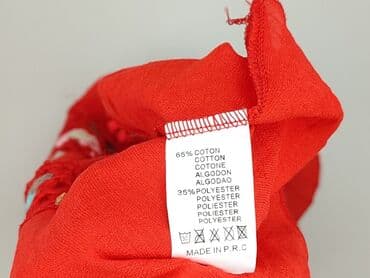 65% COTON
COTTON
COTONE
ALGODON
ALGODAO
35% POLYESTER
POLYESTER
POLIESTER
POLIESTER
POLYESTER
MADE IN P.R.C